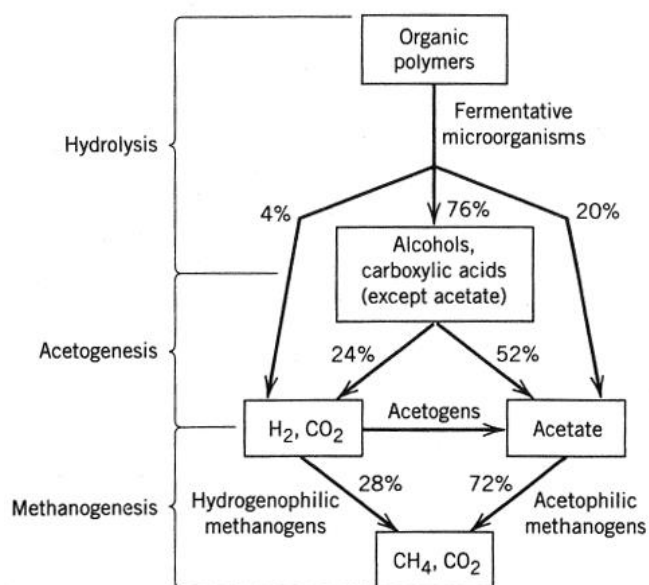 Organic
polymers
Fermentative
microorganisms
Hydrolysis
4%
76%
20%
Alcohols,
carboxylic acids
(except acetate)
Acetogenesis
24%
52%
Acetogens
H₂, CO₂
Acetate
28%
72%
Methanogenesis
Hydrogenophilic
methanogens
Acetophilic
methanogens
CH₄, CO₂